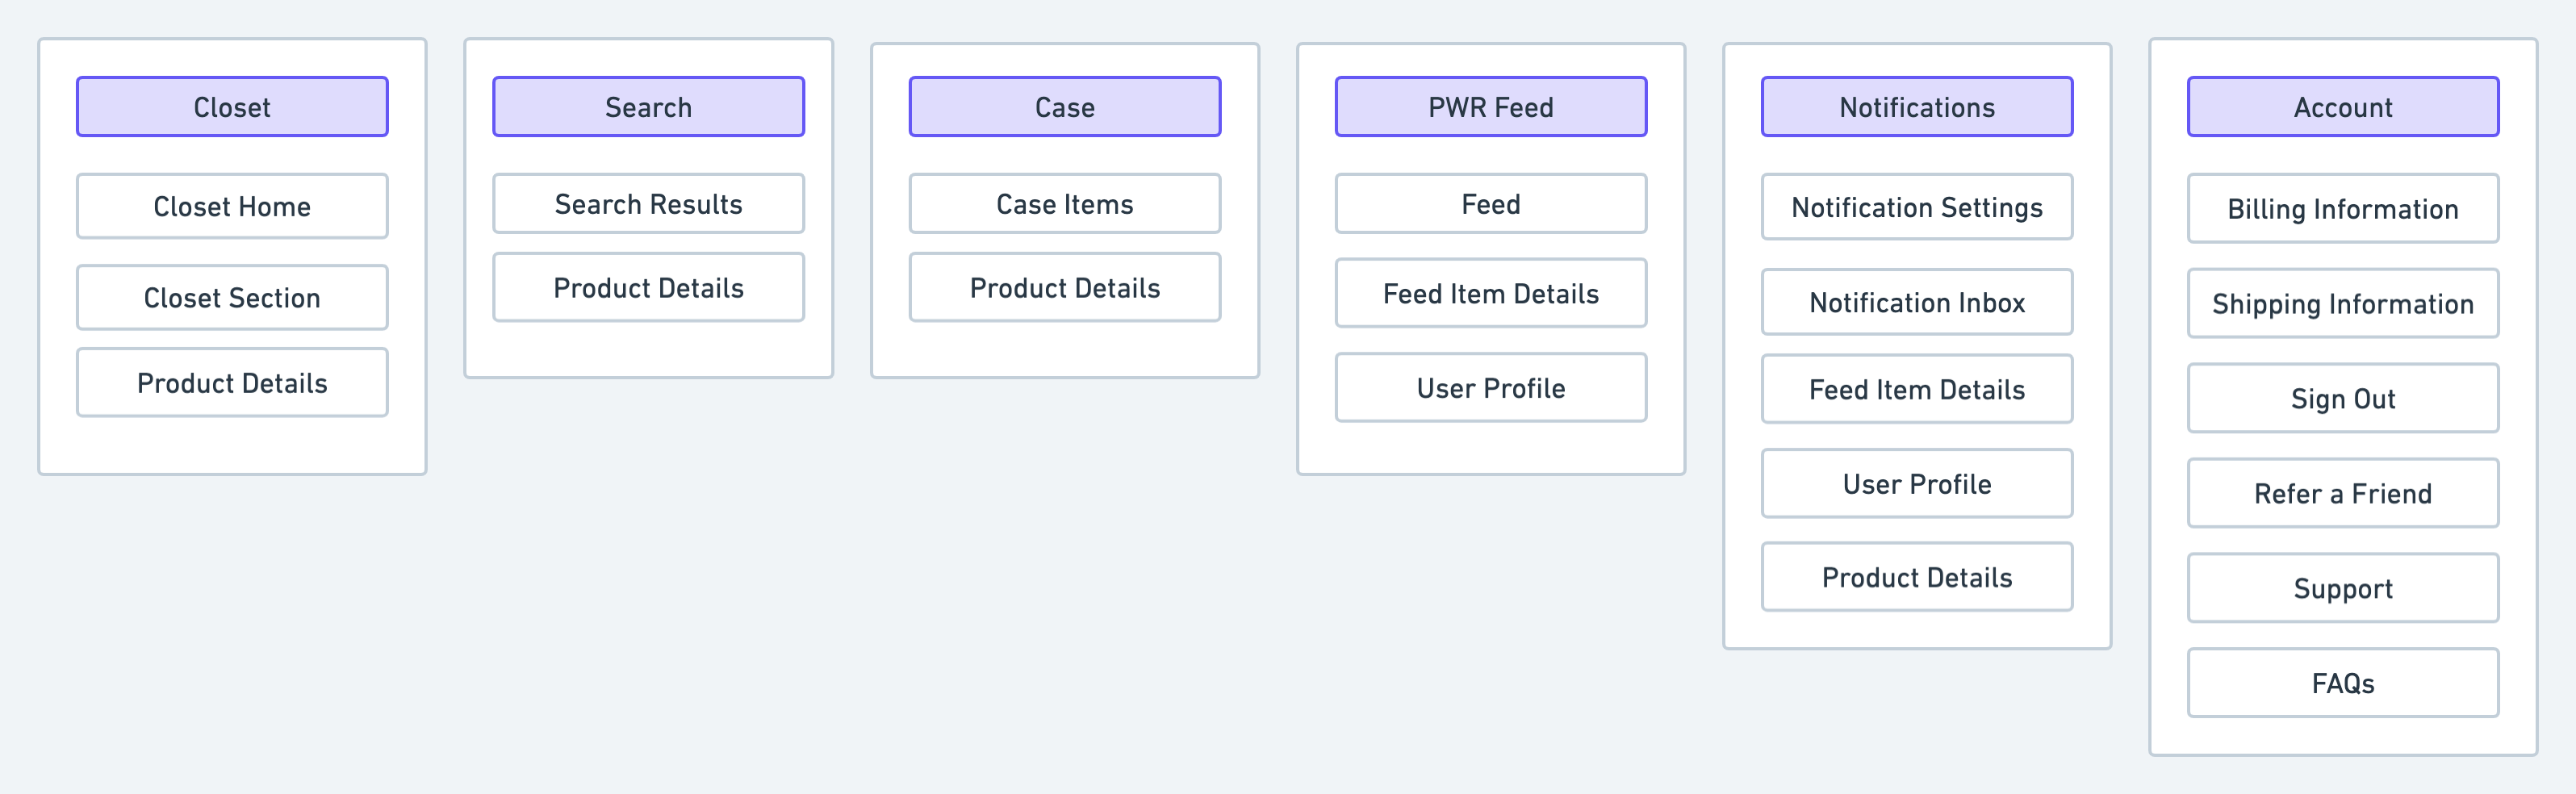 Closet
Closet Home
Closet Section
Product Details
Search
Search Results
Product Details
Case
Case Items
Product Details
PWR Feed
Feed
Feed Item Details
User Profile
Notifications
Notification Settings
Notification Inbox
Feed Item Details
User Profile
Product Details
Account
Billing Information
Shipping Information
Sign Out
Refer a Friend
Support
FAQs